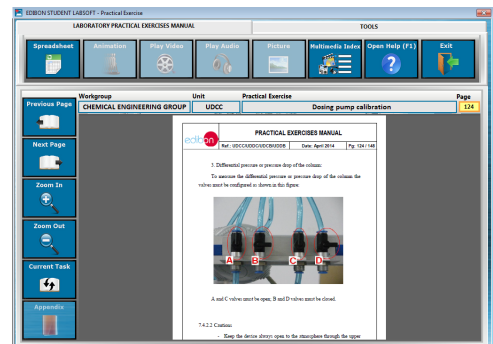 EDIBON STUDENT LABSOFT - Practical Exercise
LABORATORY PRACTICAL EXERCISES MANUAL
TOOLS
Spreadsheet
Animation
Play Video
Play Audio
Picture
Multimedia Index
Open Help (F1)
Exit
Workgroup
Unit
Practical Exercise
Page
CHEMICAL ENGINEERING GROUP
UDCC
Dosing pump calibration
124
Previous Page
Next Page
Zoom In
Zoom Out
Current Task
Appendix
edibon
PRACTICAL EXERCISES MANUAL
Ref.: UDCC/UDDC/UDCB/UDDB
Date: April 2014
Pg: 124 / 148
5. Differential pressure or pressure drop of the column:
To measure the differential pressure or pressure drop of the column the
valves must be configured as shown in this figure:
A B C D
A and C valves must be open; B and D valves must be closed.
7.4.2.2 Cautions
- Keep the device always open to the atmosphere through the upper